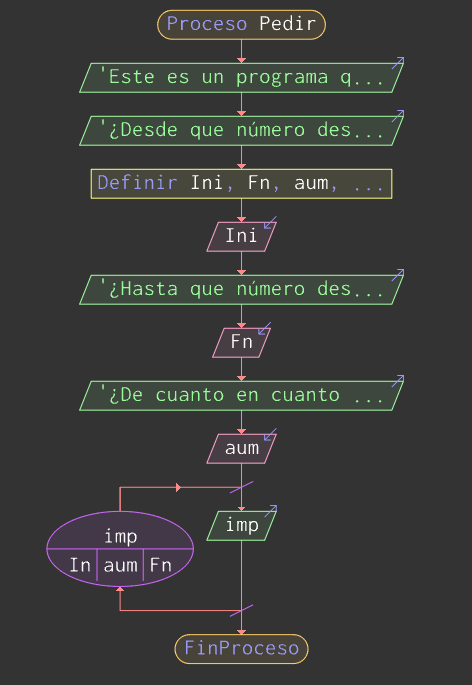 Proceso Pedir
'Este es un programa q...
'¿Desde que número des...
Definir Ini, Fn, aum, ...
Ini
'¿Hasta que número des...
Fn
'¿De cuanto en cuanto ...
aum
imp
imp
In aum Fn
FinProceso